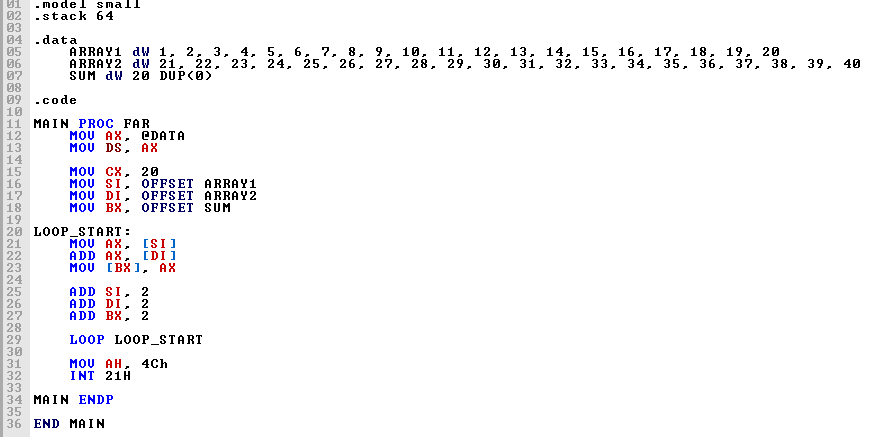 01 .model small
02 .stack 64
03
04 .data
05 ARRAY1 dW 1, 2, 3, 4, 5, 6, 7, 8, 9, 10, 11, 12, 13, 14, 15, 16, 17, 18, 19, 20
06 ARRAY2 dW 21, 22, 23, 24, 25, 26, 27, 28, 29, 30, 31, 32, 33, 34, 35, 36, 37, 38, 39, 40
07 SUM dW 20 DUP(0)
08
09 .code
10
11 MAIN PROC FAR
12 MOV AX, @DATA
13 MOV DS, AX
14
15 MOV CX, 20
16 MOV SI, OFFSET ARRAY1
17 MOV DI, OFFSET ARRAY2
18 MOV BX, OFFSET SUM
19
20 LOOP_START:
21 MOV AX, [SI]
22 ADD AX, [DI]
23 MOV [BX], AX
24
25 ADD SI, 2
26 ADD DI, 2
27 ADD BX, 2
28
29 LOOP LOOP_START
30
31 MOV AH, 4Ch
32 INT 21H
33
34 MAIN ENDP
35
36 END MAIN